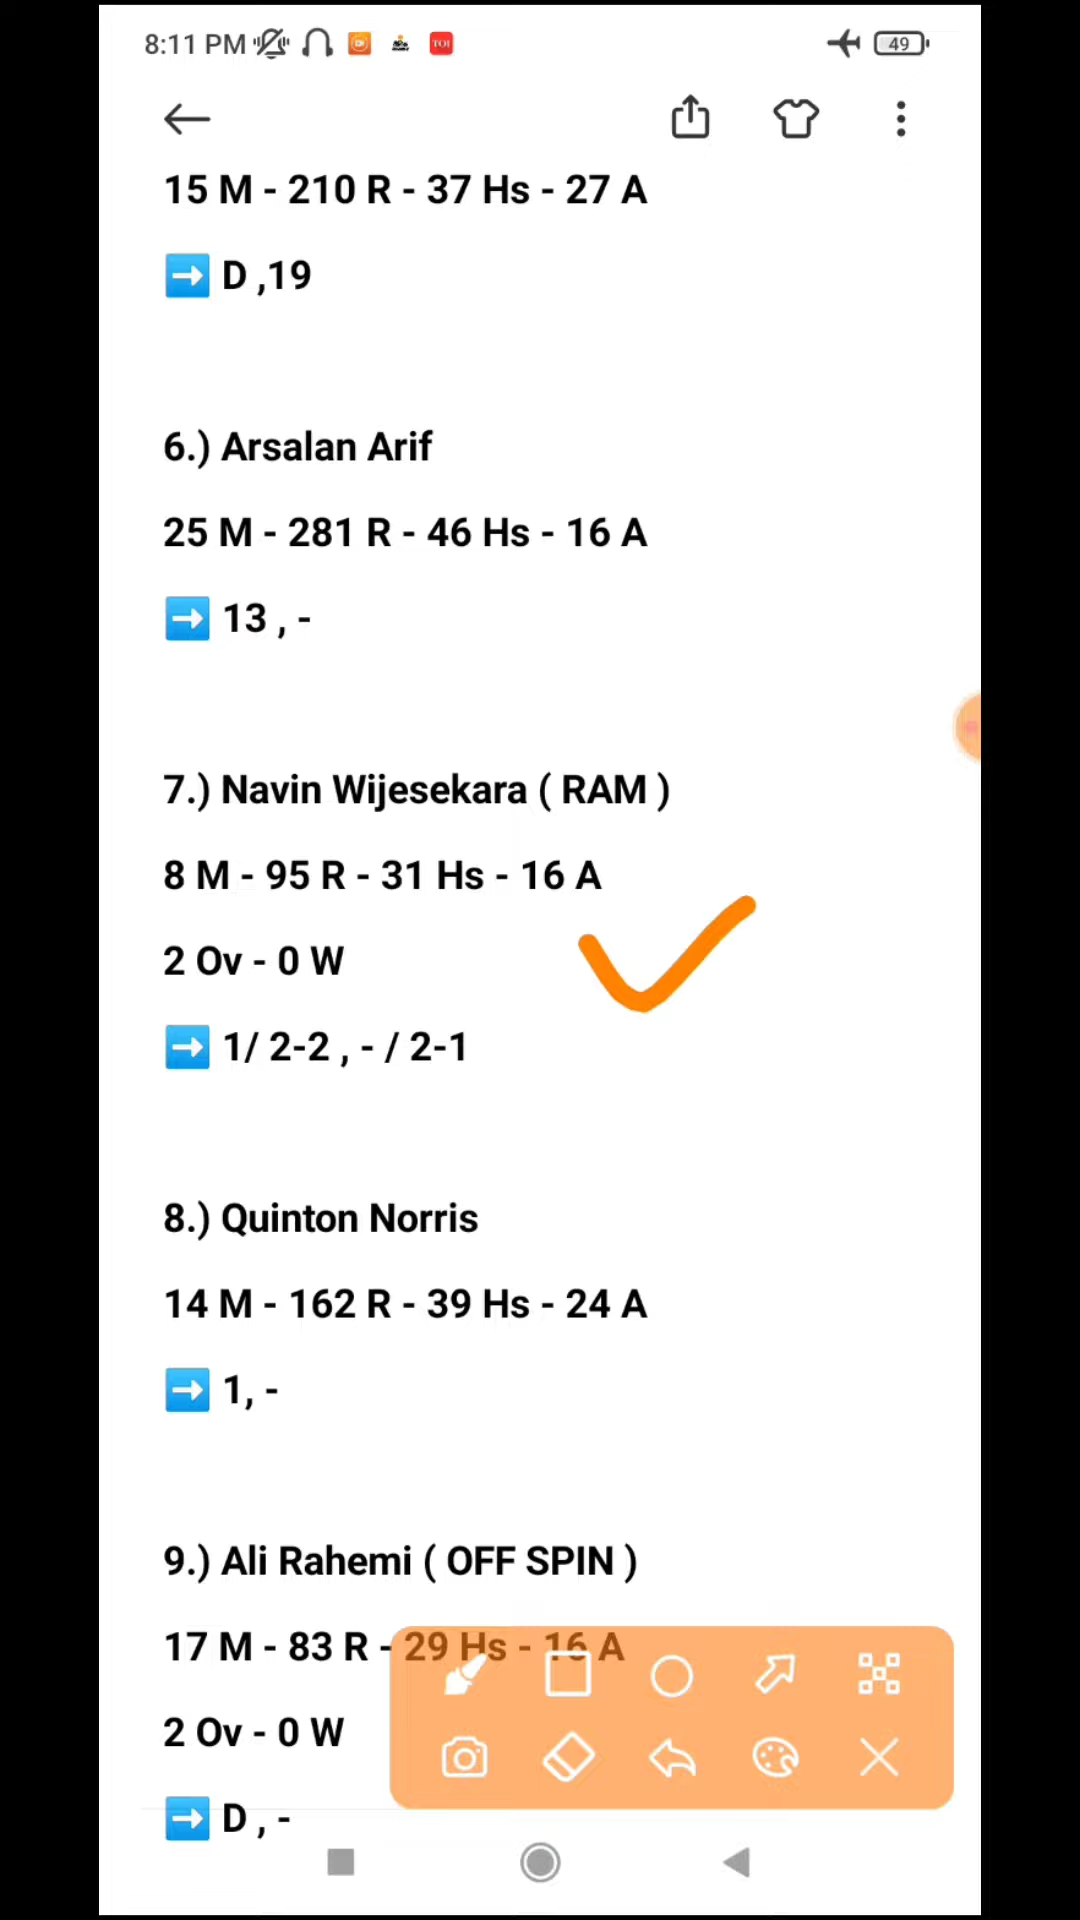 8:11 PM TOI 49
15 M - 210 R - 37 Hs - 27 A
➡️ D ,19
6.) Arsalan Arif
25 M - 281 R - 46 Hs - 16 A
➡️ 13 , -
7.) Navin Wijesekara ( RAM )
8 M - 95 R - 31 Hs - 16 A
2 Ov - 0 W
➡️ 1/ 2-2 , - / 2-1
8.) Quinton Norris
14 M - 162 R - 39 Hs - 24 A
➡️ 1, -
9.) Ali Rahemi ( OFF SPIN )
17 M - 83 R - 29 Hs - 16 A
2 Ov - 0 W
➡️ D , -